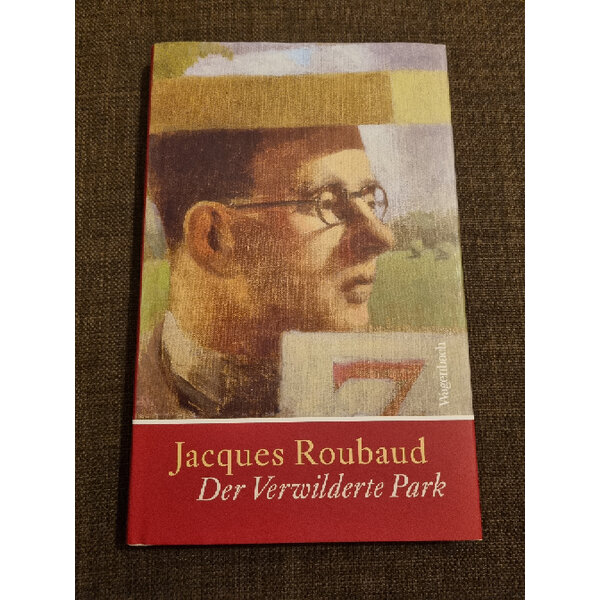 7
Wagenbach
Jacques Roubaud
Der Verwilderte Park